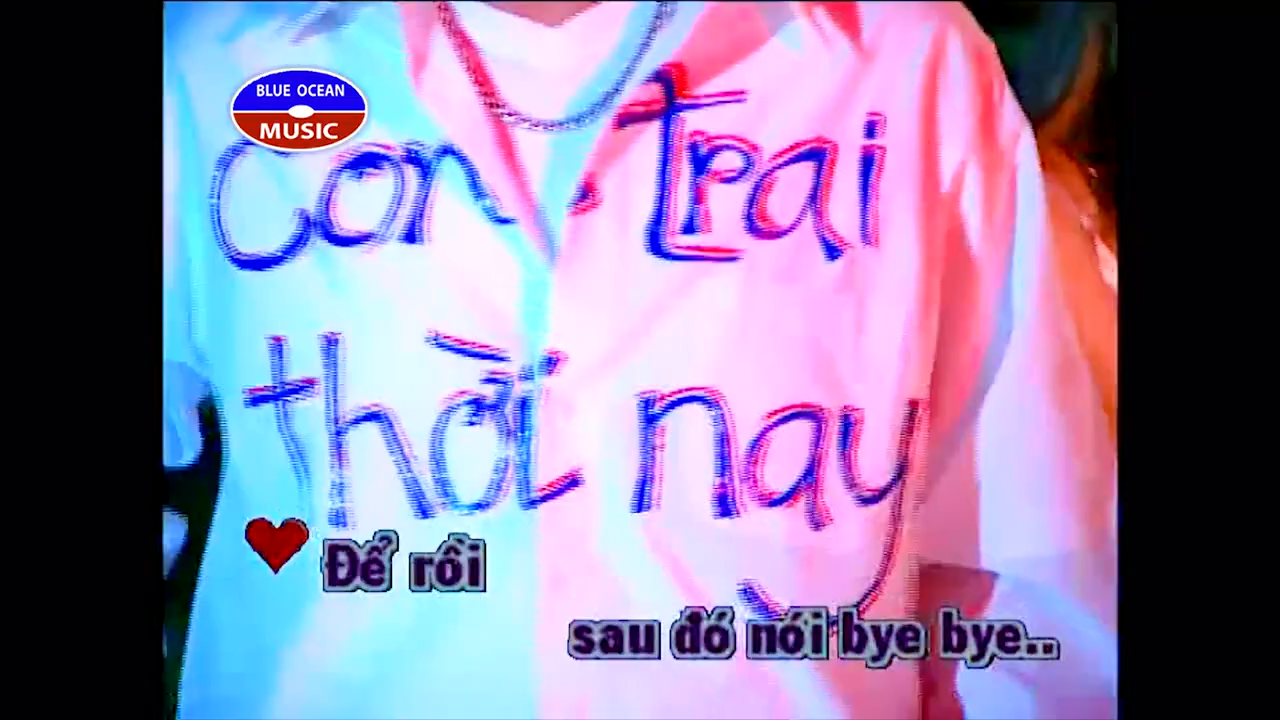 BLUE OCEAN
MUSIC
con trai
thời nay
Để rồi
sau đó nói bye bye..